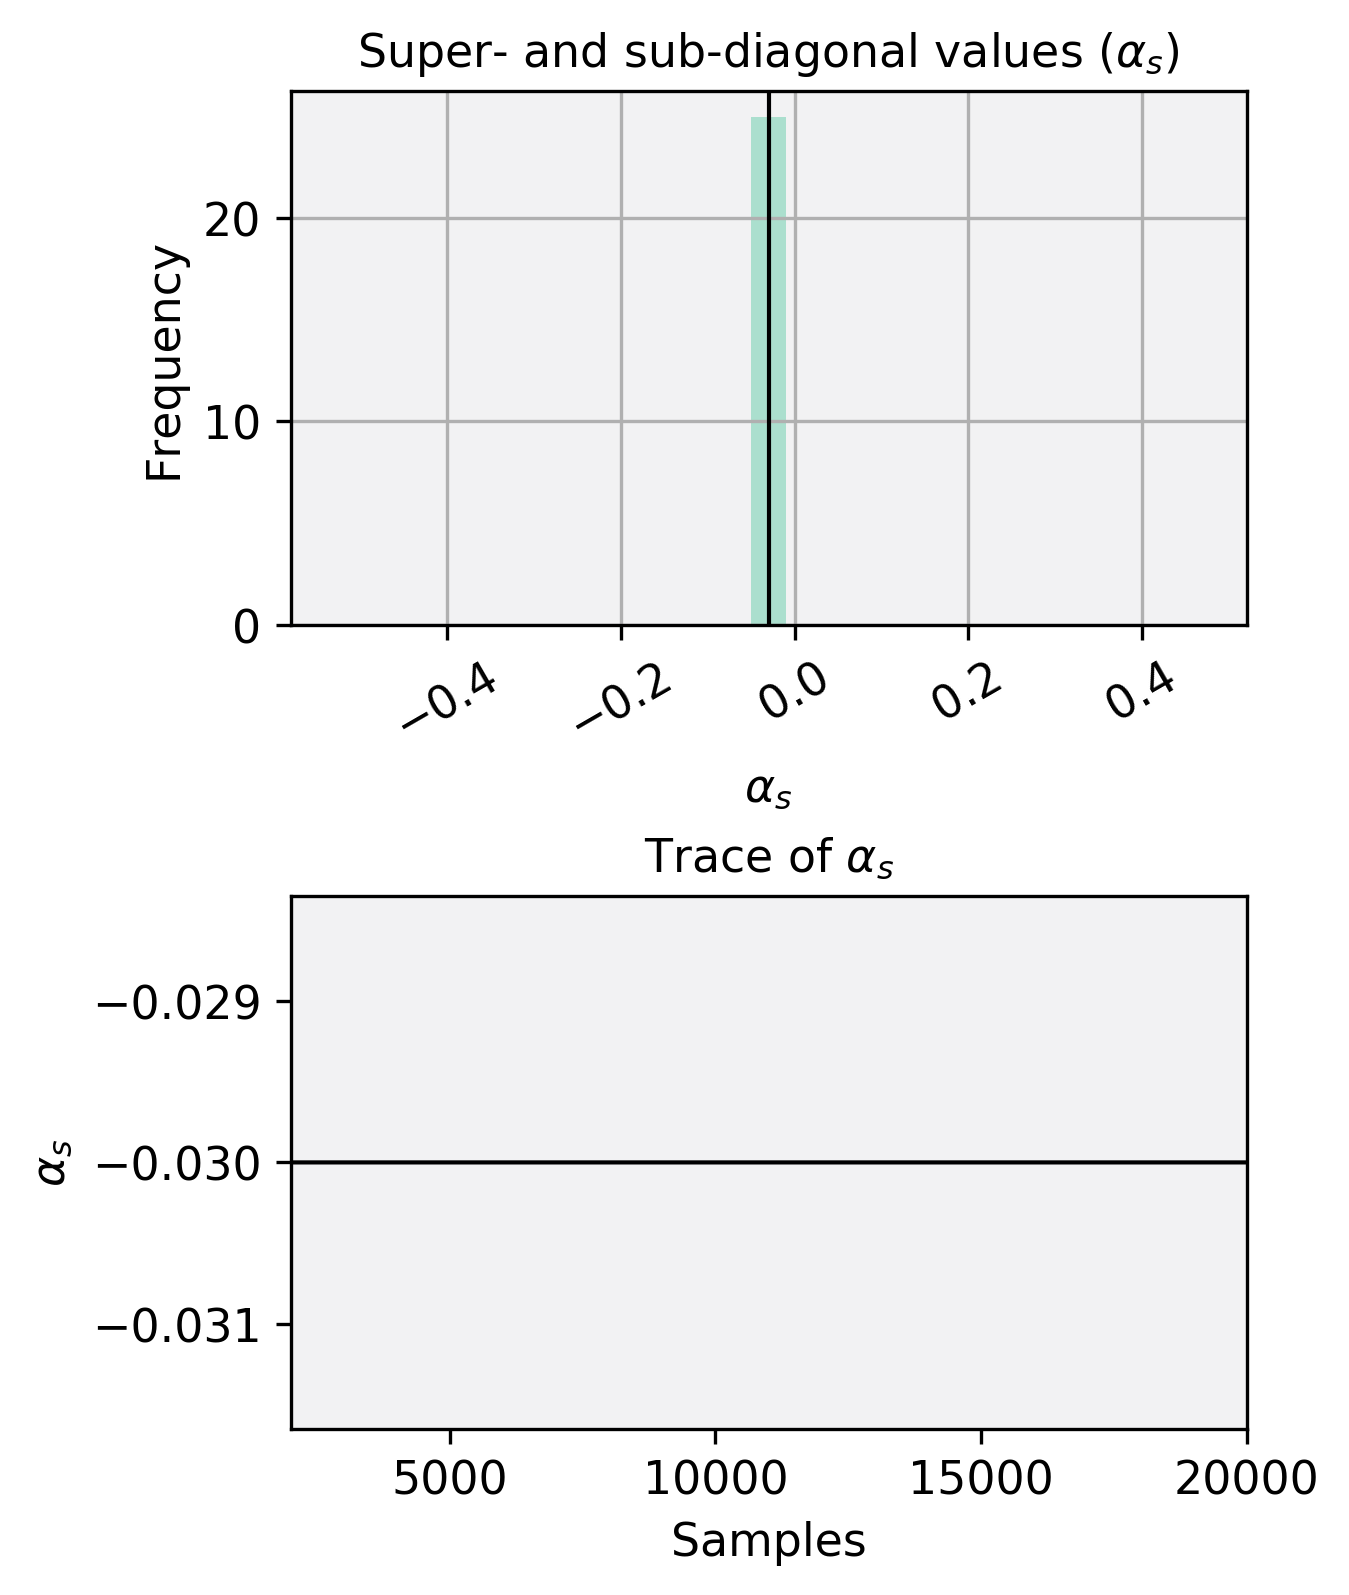 Super- and sub-diagonal values (αₛ)
Frequency
20
10
0
−0.4
−0.2
0.0
0.2
0.4
αₛ
Trace of αₛ
αₛ
−0.029
−0.030
−0.031
5000
10000
15000
20000
Samples